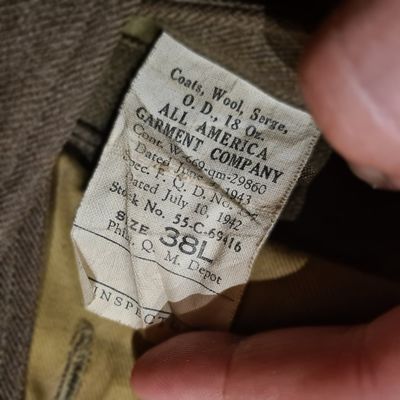 Coats, Wool, Serge,
O. D., 18 Oz.
ALL AMERICA
GARMENT COMPANY
Cont. W-669-qm-29860
Dated 1943
Spec. P. Q. D. No.
Dated July 10, 1942
Stock No. 55-C-69416
SIZE 38L
Phila. Q. M. Depot
INSPECT